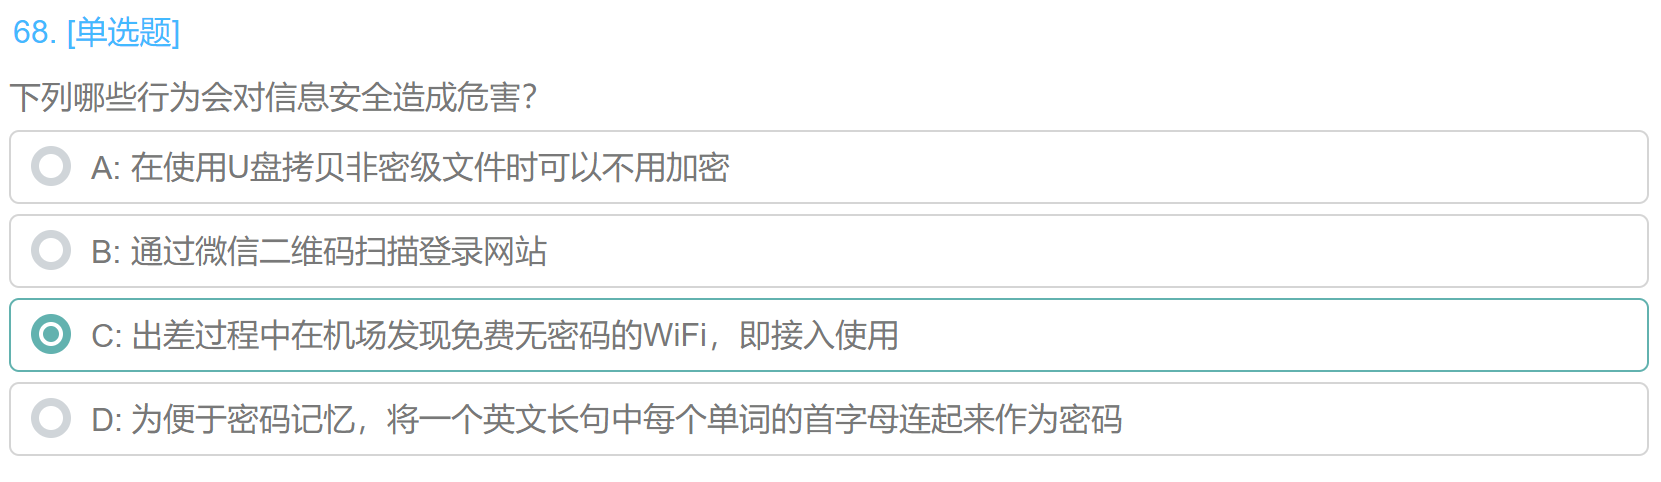 68. [单选题]
下列哪些行为会对信息安全造成危害?
A: 在使用U盘拷贝非密级文件时可以不用加密
B: 通过微信二维码扫描登录网站
C: 出差过程中在机场发现免费无密码的WiFi，即接入使用
D: 为便于密码记忆，将一个英文长句中每个单词的首字母连起来作为密码